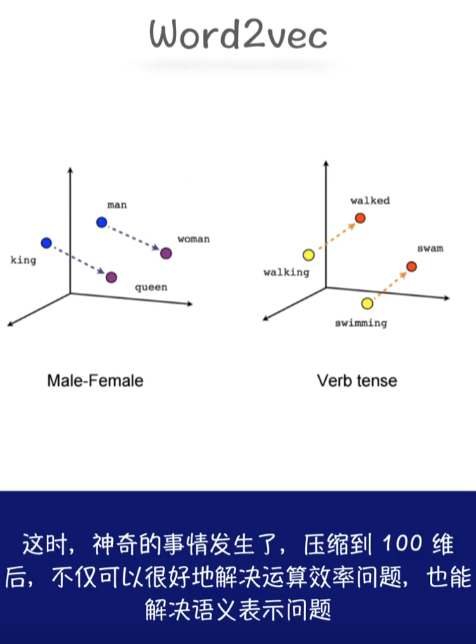 Word2vec
man
woman
king
queen
Male-Female
walked
swam
walking
swimming
Verb tense
这时，神奇的事情发生了，压缩到 100 维
后，不仅可以很好地解决运算效率问题，也能
解决语义表示问题